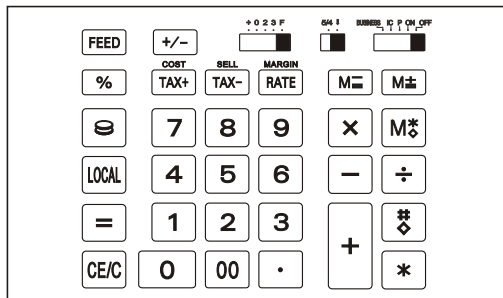 + 0 2 3 F 5/4 BUSINESS IC P ON OFF
FEED +/−
COST SELL MARGIN
% TAX+ TAX− RATE M= M±
7 8 9 × M*◇
LOCAL 4 5 6 − ÷
= 1 2 3 + #◇
CE/C 0 00 · *